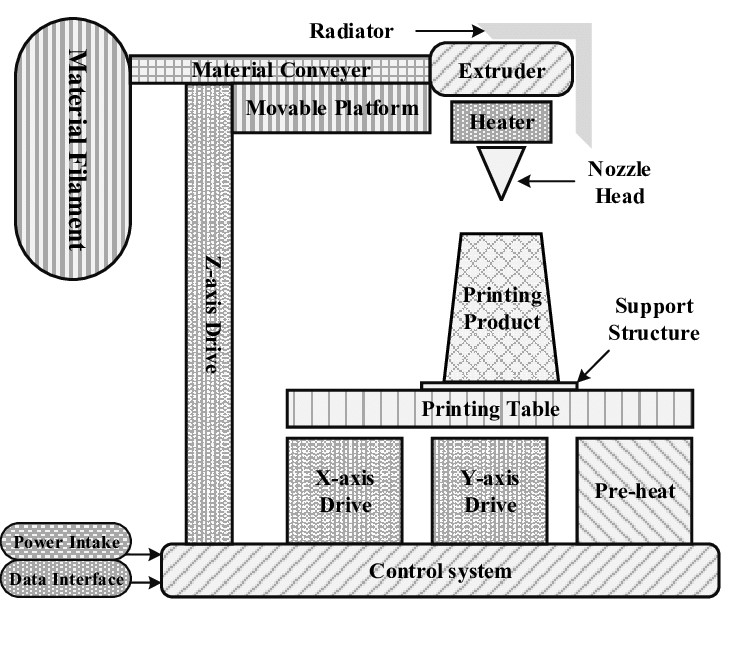 Radiator
Material Conveyer
Extruder
Movable Platform
Heater
Material Filament
Nozzle
Head
Z-axis Drive
Printing
Product
Support
Structure
Printing Table
X-axis
Drive
Y-axis
Drive
Pre-heat
Power Intake
Data Interface
Control system